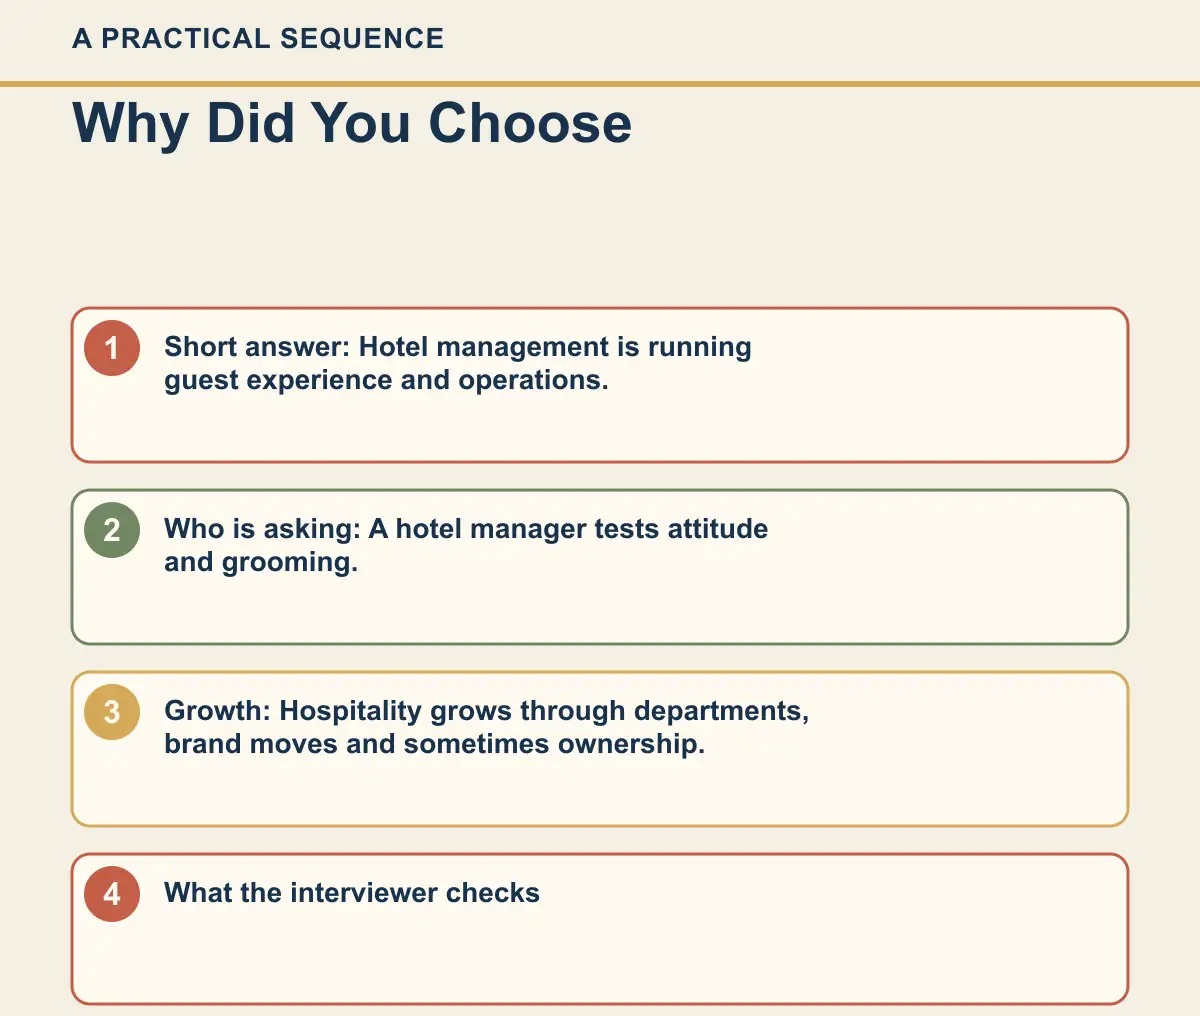 A PRACTICAL SEQUENCE
Why Did You Choose
1
Short answer: Hotel management is running
guest experience and operations.
2
Who is asking: A hotel manager tests attitude
and grooming.
3
Growth: Hospitality grows through departments,
brand moves and sometimes ownership.
4
What the interviewer checks